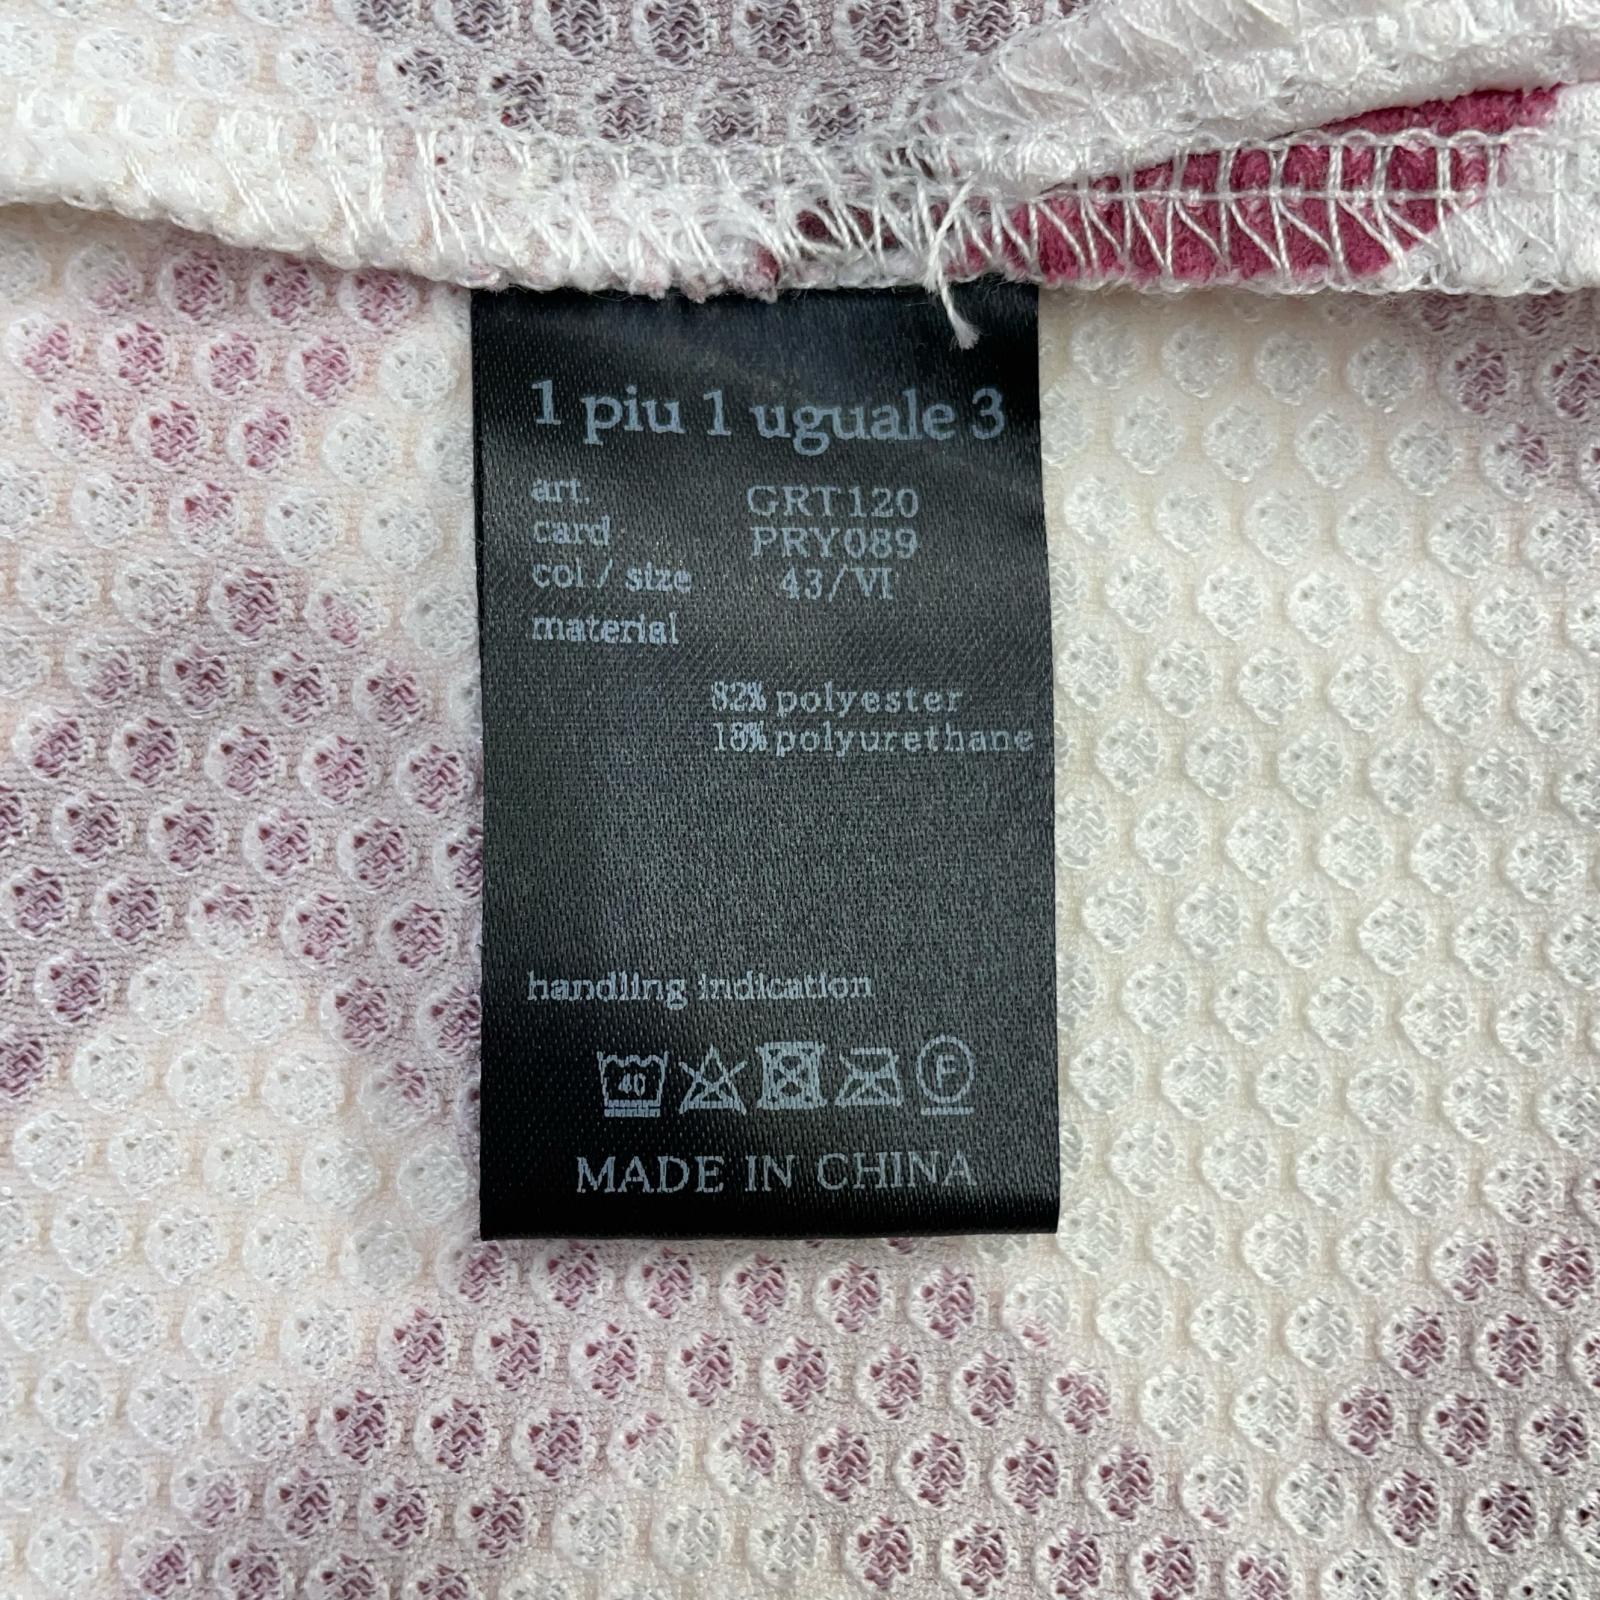 1 piu 1 uguale 3
art. GRT120
card PRY089
col / size 43/VI
material
82% polyester
18% polyurethane
handling indication
40 P
MADE IN CHINA